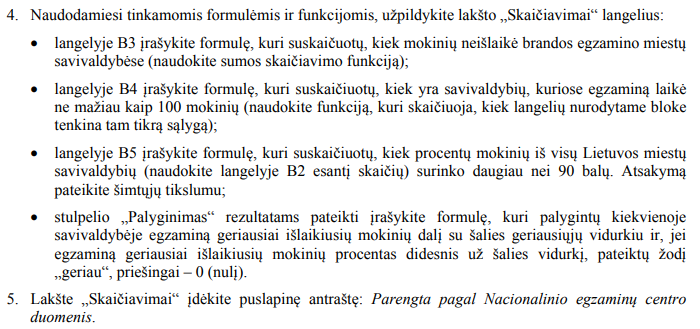 4. Naudodamiesi tinkamomis formulėmis ir funkcijomis, užpildykite lakšto „Skaičiavimai“ langelius:
• langelyje B3 įrašykite formulę, kuri suskaičuotų, kiek mokinių neišlaikė brandos egzamino miestų
savivaldybėse (naudokite sumos skaičiavimo funkciją);
• langelyje B4 įrašykite formulę, kuri suskaičiuotų, kiek yra savivaldybių, kuriose egzaminą laikė
ne mažiau kaip 100 mokinių (naudokite funkciją, kuri skaičiuoja, kiek langelių nurodytame bloke
tenkina tam tikrą sąlygą);
• langelyje B5 įrašykite formulę, kuri suskaičiuotų, kiek procentų mokinių iš visų Lietuvos miestų
savivaldybių (naudokite langelyje B2 esantį skaičių) surinko daugiau nei 90 balų. Atsakymą
pateikite šimtųjų tikslumu;
• stulpelio „Palyginimas“ rezultatams pateikti įrašykite formulę, kuri palygintų kiekvienoje
savivaldybėje egzaminą geriausiai išlaikiusių mokinių dalį su šalies geriausiųjų vidurkiu ir, jei
egzaminą geriausiai išlaikiusių mokinių procentas didesnis už šalies vidurkį, pateiktų žodį
„geriau“, priešingai – 0 (nulį).
5. Lakšte „Skaičiavimai“ įdėkite puslapinę antraštę: Parengta pagal Nacionalinio egzaminų centro
duomenis.